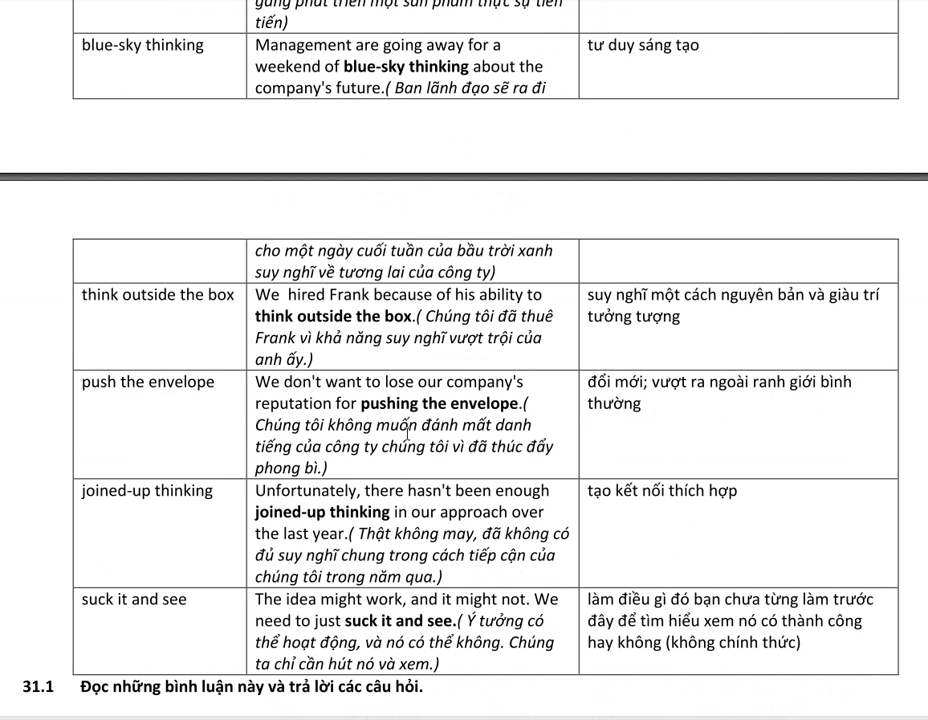 gắng phát triển một sản phẩm thực sự tiên
tiến)
blue-sky thinking
Management are going away for a
weekend of blue-sky thinking about the
company's future.( Ban lãnh đạo sẽ ra đi
tư duy sáng tạo
cho một ngày cuối tuần của bầu trời xanh
suy nghĩ về tương lai của công ty)
think outside the box
We hired Frank because of his ability to
think outside the box.( Chúng tôi đã thuê
Frank vì khả năng suy nghĩ vượt trội của
anh ấy.)
suy nghĩ một cách nguyên bản và giàu trí
tưởng tượng
push the envelope
We don't want to lose our company's
reputation for pushing the envelope.(
Chúng tôi không muốn đánh mất danh
tiếng của công ty chúng tôi vì đã thúc đẩy
phong bì.)
đổi mới; vượt ra ngoài ranh giới bình
thường
joined-up thinking
Unfortunately, there hasn't been enough
joined-up thinking in our approach over
the last year.( Thật không may, đã không có
đủ suy nghĩ chung trong cách tiếp cận của
chúng tôi trong năm qua.)
tạo kết nối thích hợp
suck it and see
The idea might work, and it might not. We
need to just suck it and see.( Ý tưởng có
thể hoạt động, và nó có thể không. Chúng
ta chỉ cần hút nó và xem.)
làm điều gì đó bạn chưa từng làm trước
đây để tìm hiểu xem nó có thành công
hay không (không chính thức)
31.1 Đọc những bình luận này và trả lời các câu hỏi.